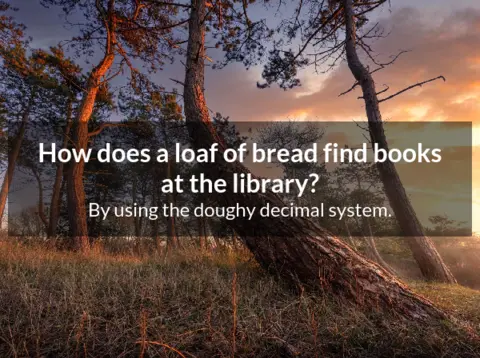 How does a loaf of bread find books
at the library?
By using the doughy decimal system.